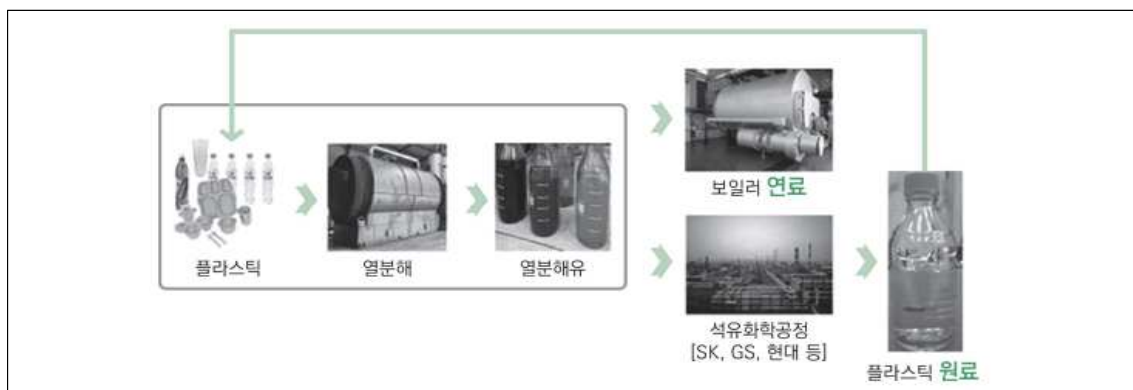 플라스틱
열분해
열분해유
보일러 연료
석유화학공정
[SK, GS, 현대 등]
플라스틱 원료